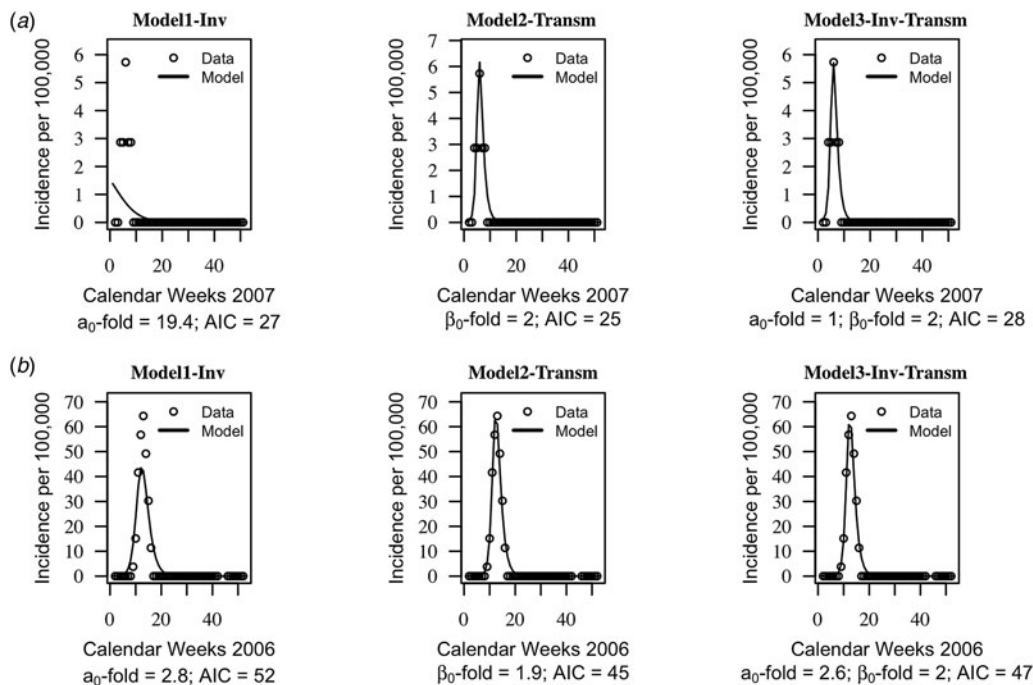 (a)
Model1-Inv
Incidence per 100,000
6
5
4
3
2
1
0
Data
Model
0 20 40
Calendar Weeks 2007
a₀-fold = 19.4; AIC = 27
Model2-Transm
Incidence per 100,000
7
6
5
4
3
2
1
0
Data
Model
0 20 40
Calendar Weeks 2007
β₀-fold = 2; AIC = 25
Model3-Inv-Transm
Incidence per 100,000
6
5
4
3
2
1
0
Data
Model
0 20 40
Calendar Weeks 2007
a₀-fold = 1; β₀-fold = 2; AIC = 28
(b)
Model1-Inv
Incidence per 100,000
70
60
50
40
30
20
10
0
Data
Model
0 20 40
Calendar Weeks 2006
a₀-fold = 2.8; AIC = 52
Model2-Transm
Incidence per 100,000
70
60
50
40
30
20
10
0
Data
Model
0 20 40
Calendar Weeks 2006
β₀-fold = 1.9; AIC = 45
Model3-Inv-Transm
Incidence per 100,000
70
60
50
40
30
20
10
0
Data
Model
0 20 40
Calendar Weeks 2006
a₀-fold = 2.6; β₀-fold = 2; AIC = 47